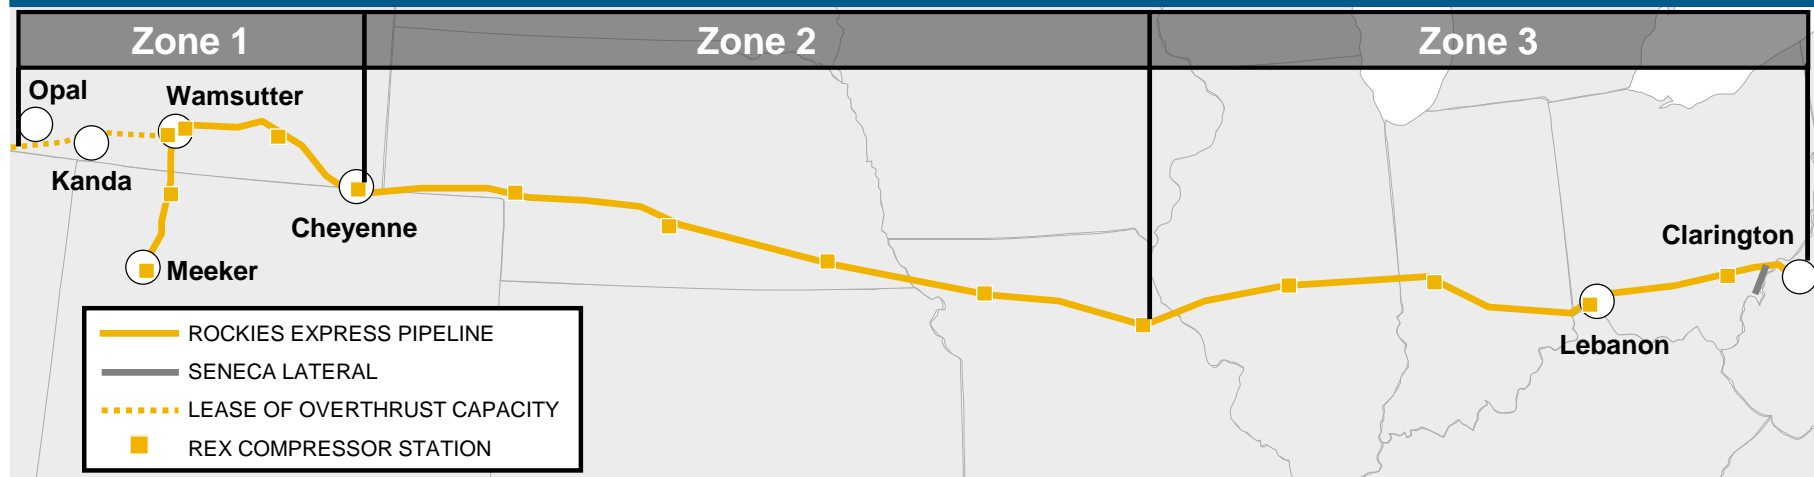 Zone 1
Zone 2
Zone 3
Opal
Wamsutter
Kanda
Cheyenne
Meeker
Clarington
Lebanon
ROCKIES EXPRESS PIPELINE
SENECA LATERAL
LEASE OF OVERTHRUST CAPACITY
REX COMPRESSOR STATION